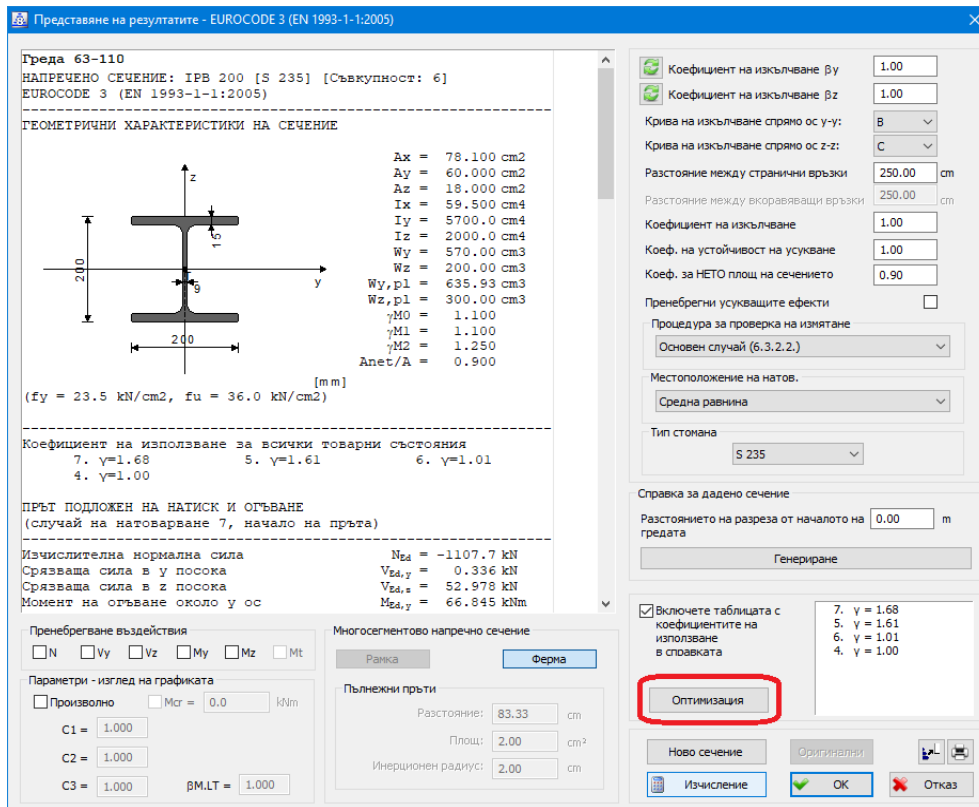 Представяне на резултатите - EUROCODE 3 (EN 1993-1-1:2005)
Греда 63-110
НАПРЕЧЕНО СЕЧЕНИЕ: IPB 200 [S 235] [Съвкупност: 6]
EUROCODE 3 (EN 1993-1-1:2005)
ГЕОМЕТРИЧНИ ХАРАКТЕРИСТИКИ НА СЕЧЕНИЕ
z
y
200
200
15
9
[mm]
Ax = 78.100 cm2
Ay = 60.000 cm2
Az = 18.000 cm2
Ix = 59.500 cm4
Iy = 5700.0 cm4
Iz = 2000.0 cm4
Wy = 570.00 cm3
Wz = 200.00 cm3
Wy,pl = 635.93 cm3
Wz,pl = 300.00 cm3
γM0 = 1.100
γM1 = 1.100
γM2 = 1.250
Anet/A = 0.900
(fy = 23.5 kN/cm2, fu = 36.0 kN/cm2)
Коефициент на използване за всички товарни състояния
7. γ=1.68 5. γ=1.61 6. γ=1.01
4. γ=1.00
ПРЪТ ПОДЛОЖЕН НА НАТИСК И ОГЪВАНЕ
(случай на натоварване 7, начало на пръта)
Изчислителна нормална сила NEd = -1107.7 kN
Срязваща сила в y посока VEd,y = 0.336 kN
Срязваща сила в z посока VEd,z = 52.978 kN
Момент на огъване около y ос MEd,y = 66.845 kNm
Пренебрегване въздействия
N Vy Vz My Mz Mt
Параметри - изглед на графиката
Произволно Mcr = 0.0 kNm
C1 = 1.000
C2 = 1.000
C3 = 1.000 βM.LT = 1.000
Многосегментово напречно сечение
Рамка Ферма
Пълнежни пръти
Разстояние: 83.33 cm
Площ: 2.00 cm²
Инерционен радиус: 2.00 cm
Коефициент на изкълчване βy 1.00
Коефициент на изкълчване βz 1.00
Крива на изкълчване спрямо ос y-y: B
Крива на изкълчване спрямо ос z-z: C
Разстояние между странични връзки 250.00 cm
Разстояние между вкоравяващи връзки 250.00 cm
Коефициент на изкълчване 1.00
Коеф. на устойчивост на усукване 1.00
Коеф. за НЕТО площ на сечението 0.90
Пренебрегни усукващите ефекти
Процедура за проверка на измятане
Основен случай (6.3.2.2.)
Местоположение на натов.
Средна равнина
Тип стомана
S 235
Справка за дадено сечение
Разстоянието на разреза от началото на 0.00 m
гредата
Генериране
Включете таблицата с
коефициентите на
използване
в справката
7. γ = 1.68
5. γ = 1.61
6. γ = 1.01
4. γ = 1.00
Оптимизация
Ново сечение Оригинални
Изчисление OK Отказ